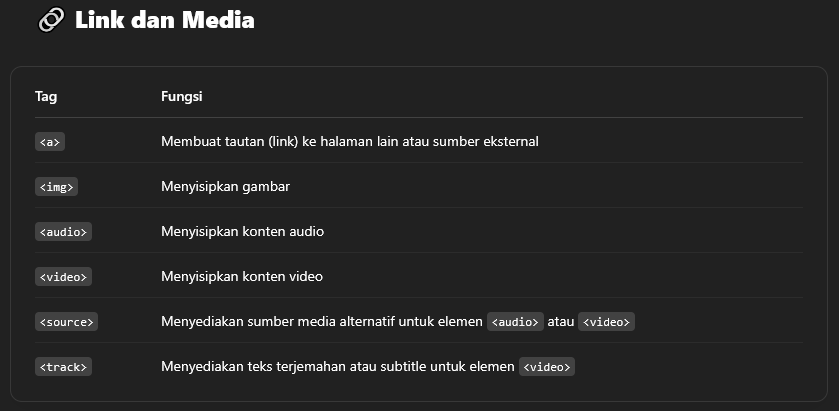 🔗 Link dan Media
Tag Fungsi
<a> Membuat tautan (link) ke halaman lain atau sumber eksternal
<img> Menyisipkan gambar
<audio> Menyisipkan konten audio
<video> Menyisipkan konten video
<source> Menyediakan sumber media alternatif untuk elemen <audio> atau <video>
<track> Menyediakan teks terjemahan atau subtitle untuk elemen <video>